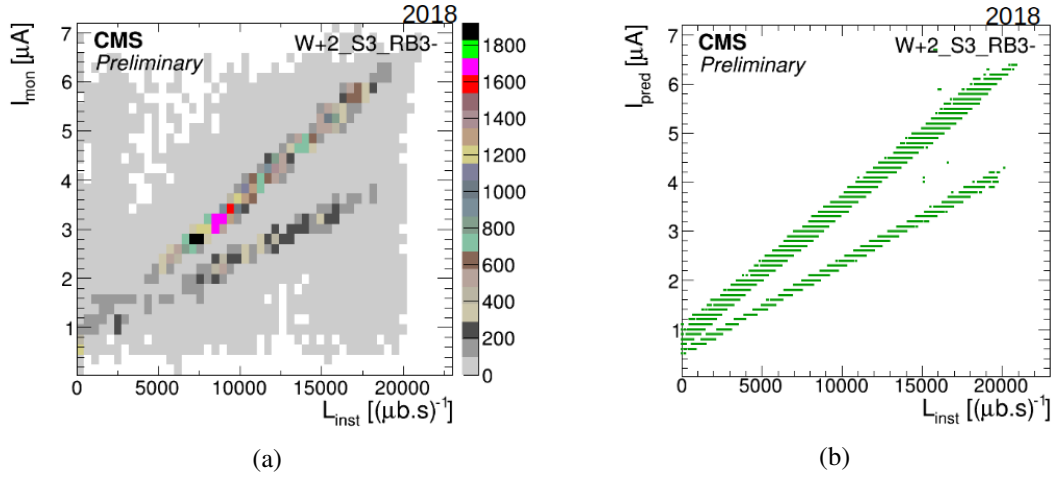 2018
CMS
Preliminary
W+2_S3_RB3-
I_mon [μA]
7
6
5
4
3
2
1
0 5000 10000 15000 20000
L_inst [(μb.s)^-1]
1800
1600
1400
1200
1000
800
600
400
200
0
(a)
2018
CMS
Preliminary
W+2_S3_RB3-
I_pred [μA]
7
6
5
4
3
2
1
0 5000 10000 15000 20000
L_inst [(μb.s)^-1]
(b)